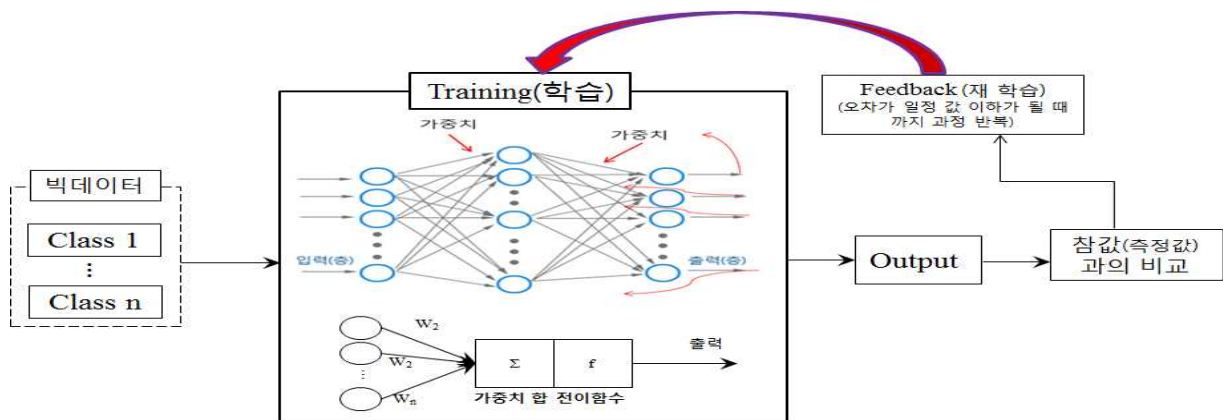 Training(학습)
Feedback(재 학습)
(오차가 일정 값 이하가 될 때
까지 과정 반복)
가중치
가중치
빅데이터
Class 1
⋮
Class n
입력(층)
출력(층)
Output
참값(측정값)
과의 비교
W2
W2
⋮
Wn
Σ
f
출력
가중치 합
전이함수